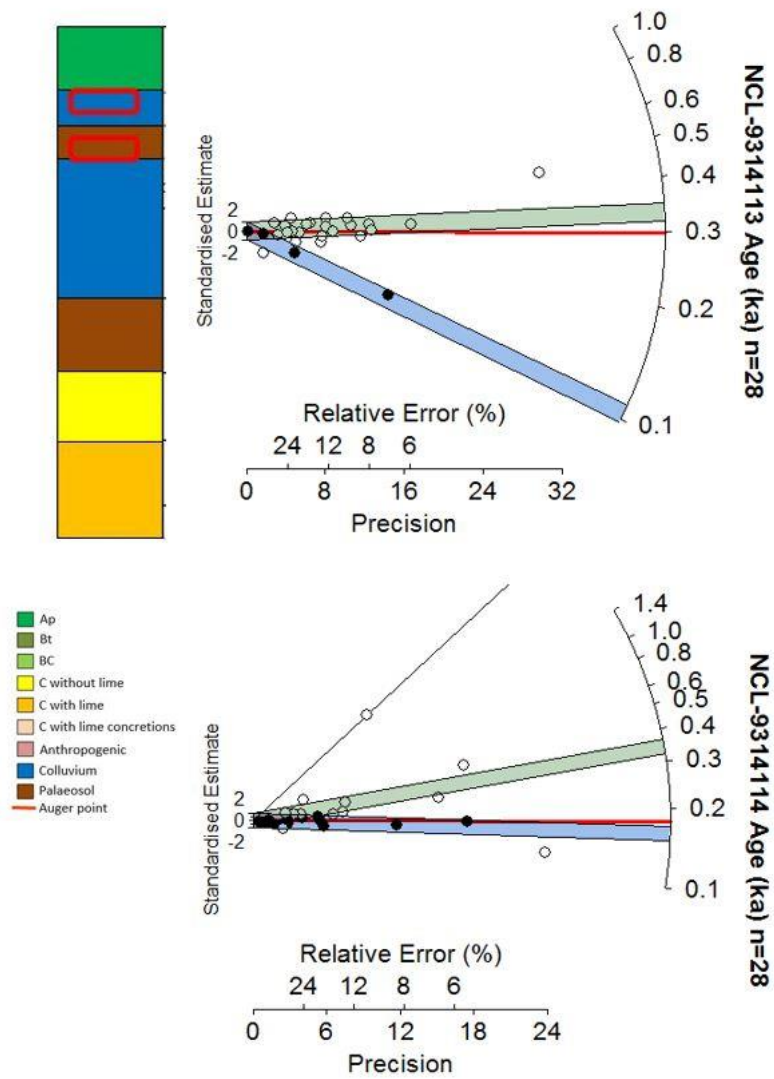 1.0
0.8
0.6
0.5
0.4
0.3
0.2
0.1
NCL-9314113 Age (ka) n=28
Standardised Estimate
2
0
-2
Relative Error (%)
24 12 8 6
0 8 16 24 32
Precision
Ap
Bt
BC
C without lime
C with lime
C with lime concretions
Anthropogenic
Colluvium
Palaeosol
Auger point
1.4
1.0
0.8
0.6
0.5
0.4
0.3
0.2
0.1
NCL-9314114 Age (ka) n=28
Standardised Estimate
2
0
-2
Relative Error (%)
24 12 8 6
0 6 12 18 24
Precision